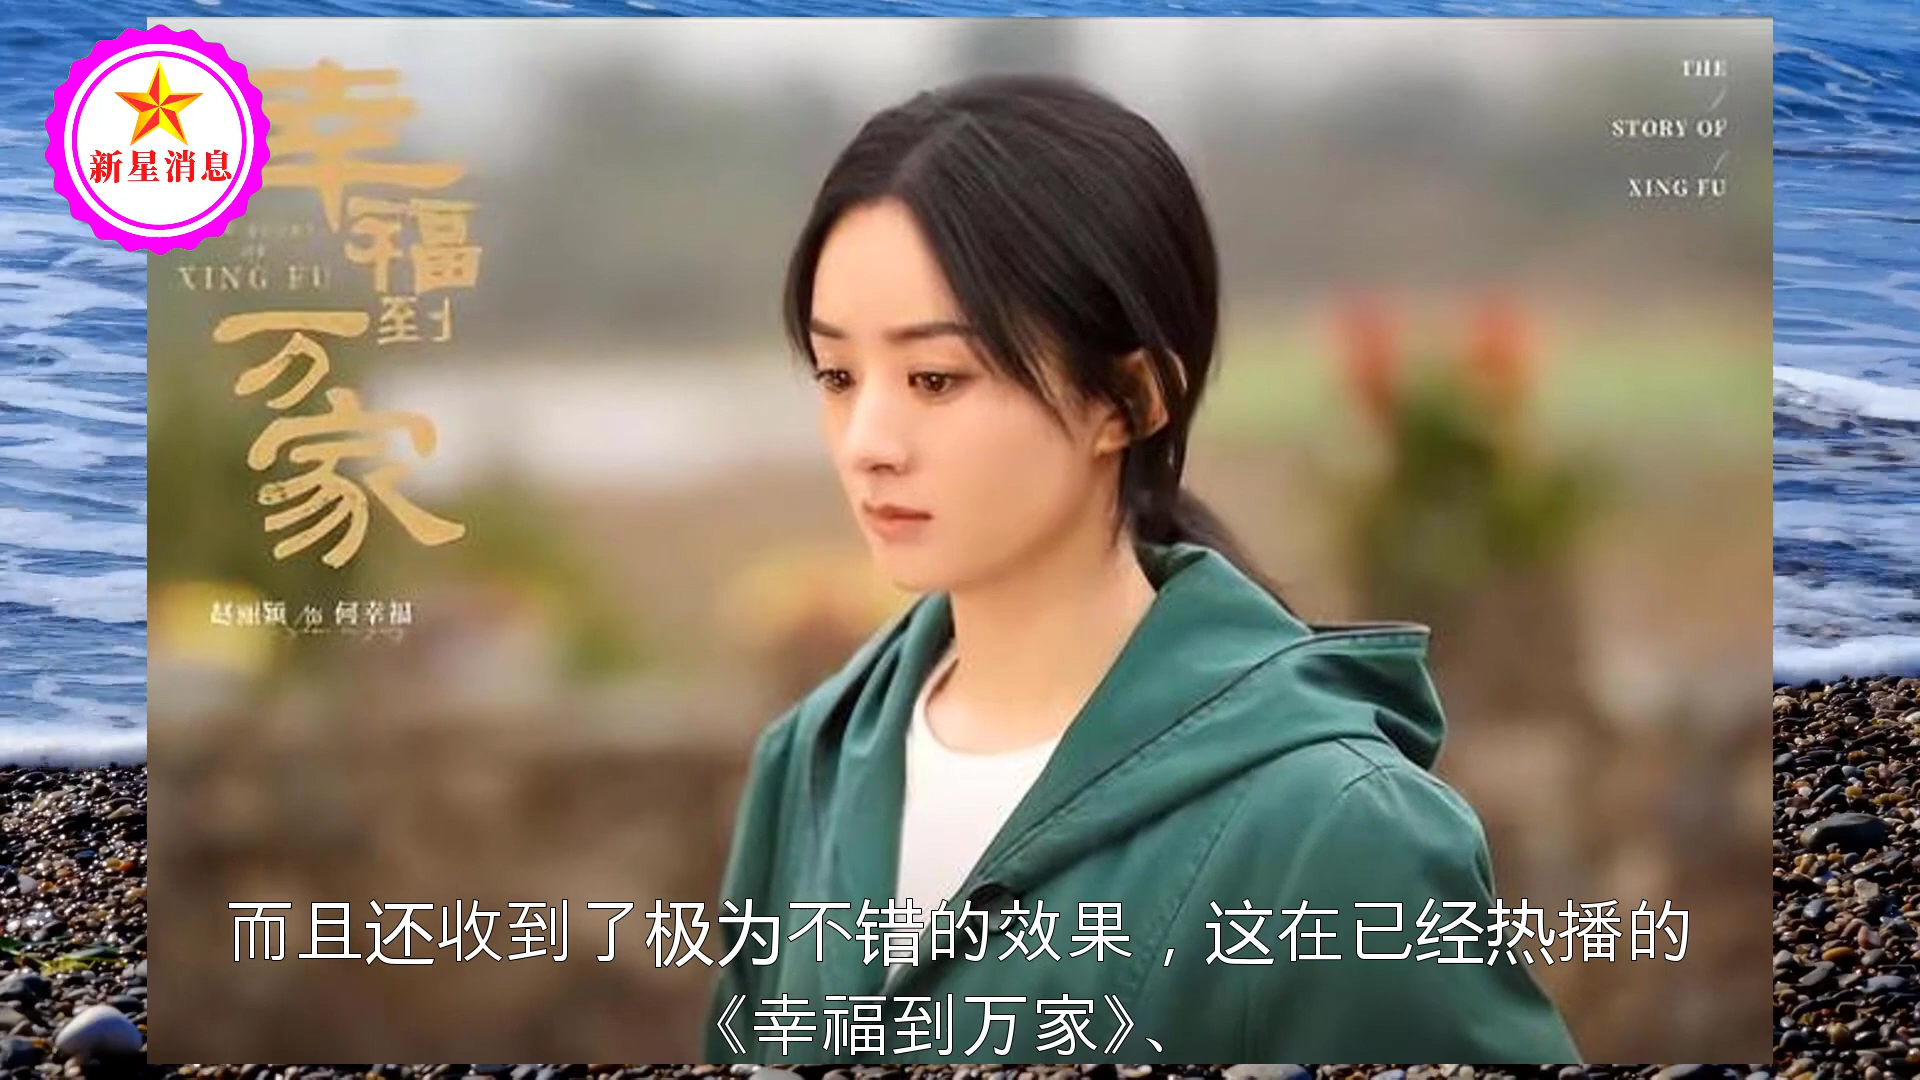 新星消息
幸福
到
万家
XING FU
赵丽颖 饰 何幸福
THE
STORY OF
XING FU
而且还收到了极为不错的效果，这在已经热播的
《幸福到万家》、